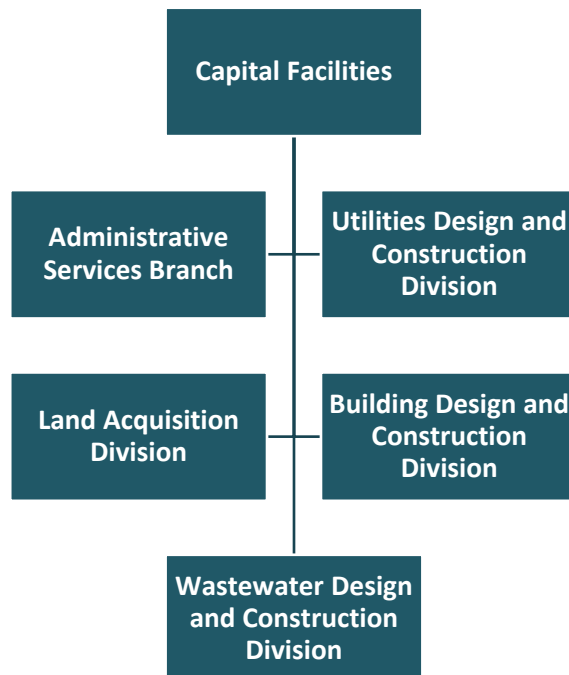 Capital Facilities
Administrative
Services Branch
Utilities Design and
Construction
Division
Land Acquisition
Division
Building Design and
Construction
Division
Wastewater Design
and Construction
Division